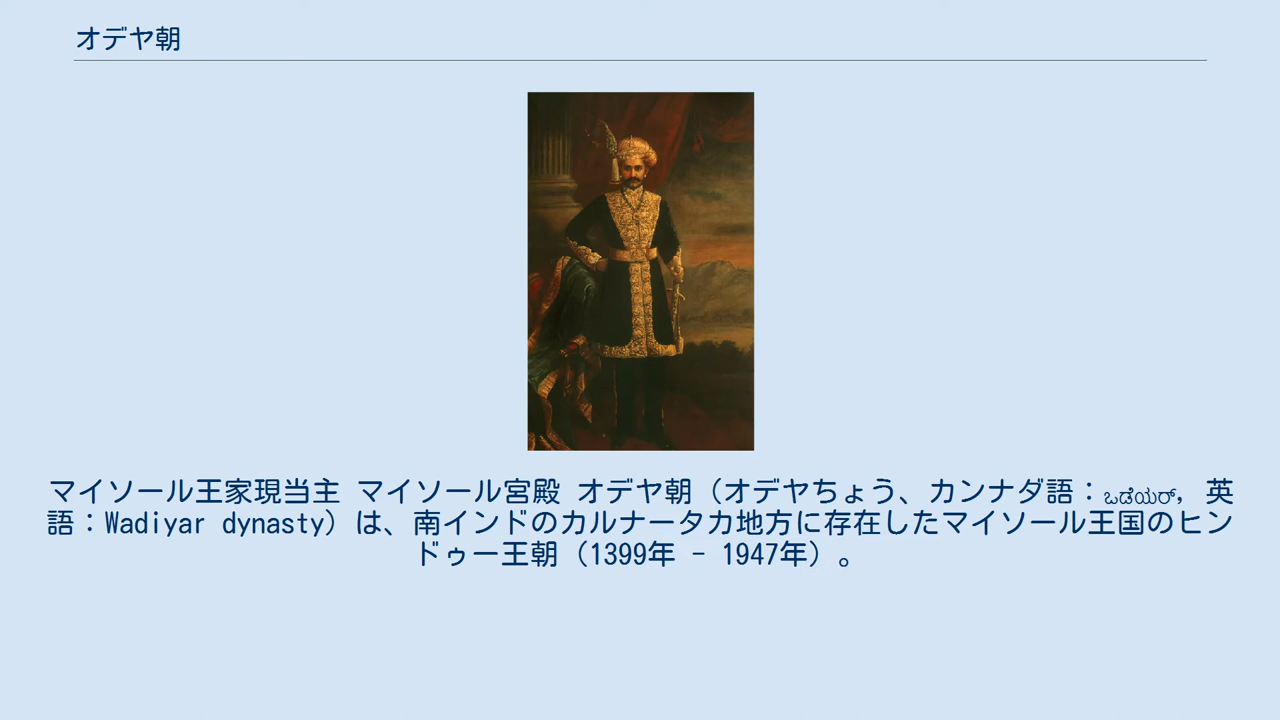 オデヤ朝
マイソール王家現当主 マイソール宮殿 オデヤ朝（オデヤちょう、カンナダ語：ಒಡೆಯರ್, 英
語：Wadiyar dynasty）は、南インドのカルナータカ地方に存在したマイソール王国のヒン
ドゥー王朝（1399年 - 1947年）。